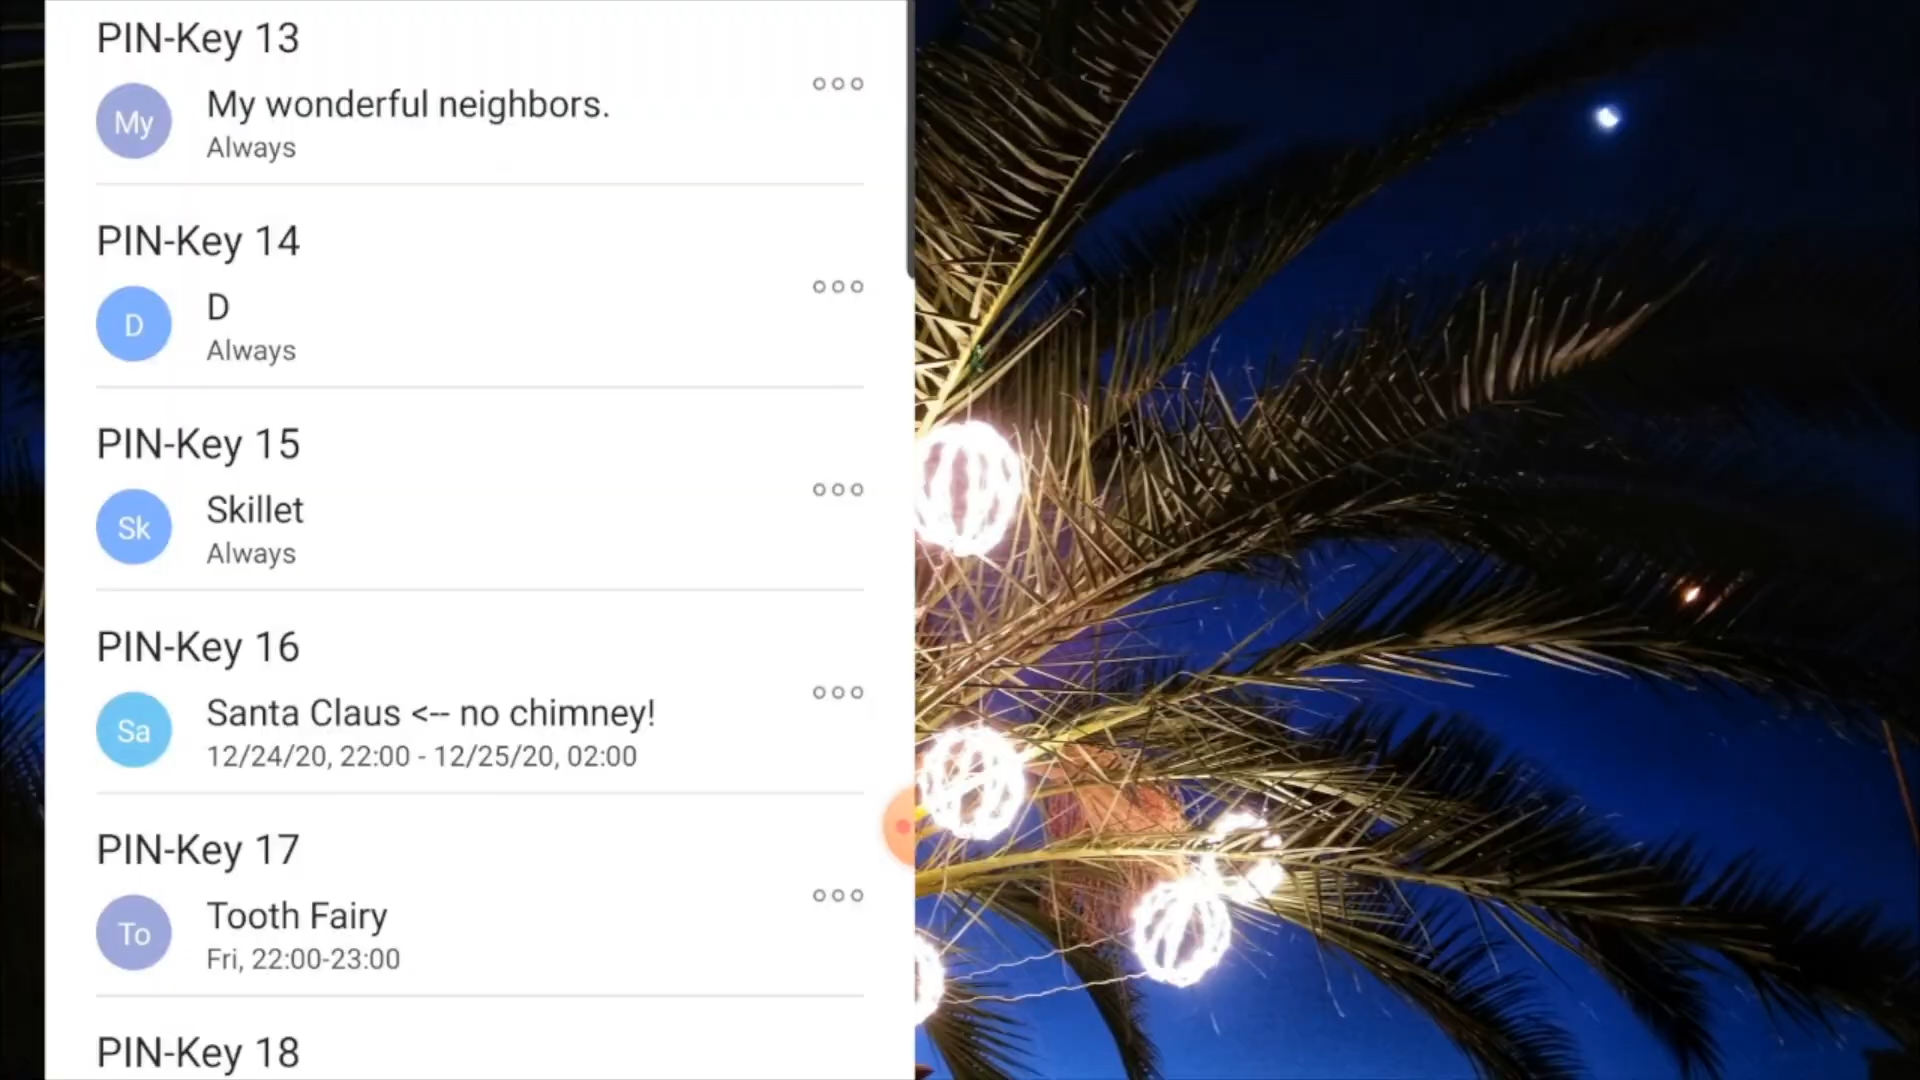 PIN-Key 13
My
My wonderful neighbors.
Always
PIN-Key 14
D
D
Always
PIN-Key 15
Sk
Skillet
Always
PIN-Key 16
Sa
Santa Claus <-- no chimney!
12/24/20, 22:00 - 12/25/20, 02:00
PIN-Key 17
To
Tooth Fairy
Fri, 22:00-23:00
PIN-Key 18